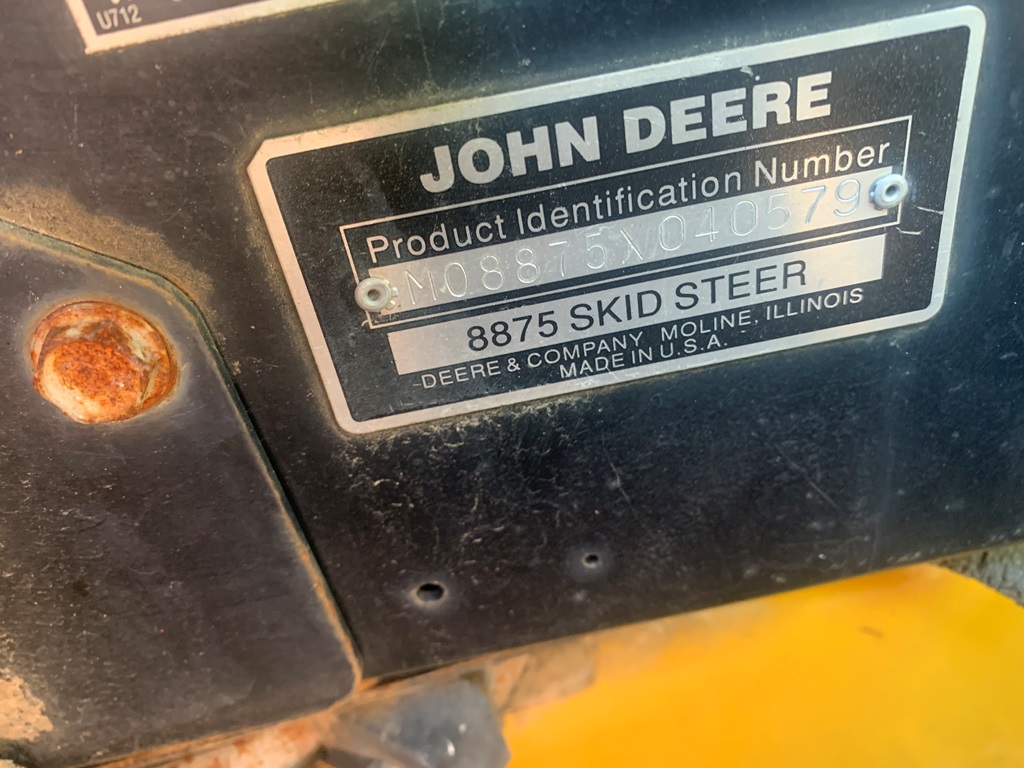 U712
JOHN DEERE
Product Identification Number
M08875X040579
8875 SKID STEER
DEERE & COMPANY MOLINE, ILLINOIS
MADE IN U.S.A.